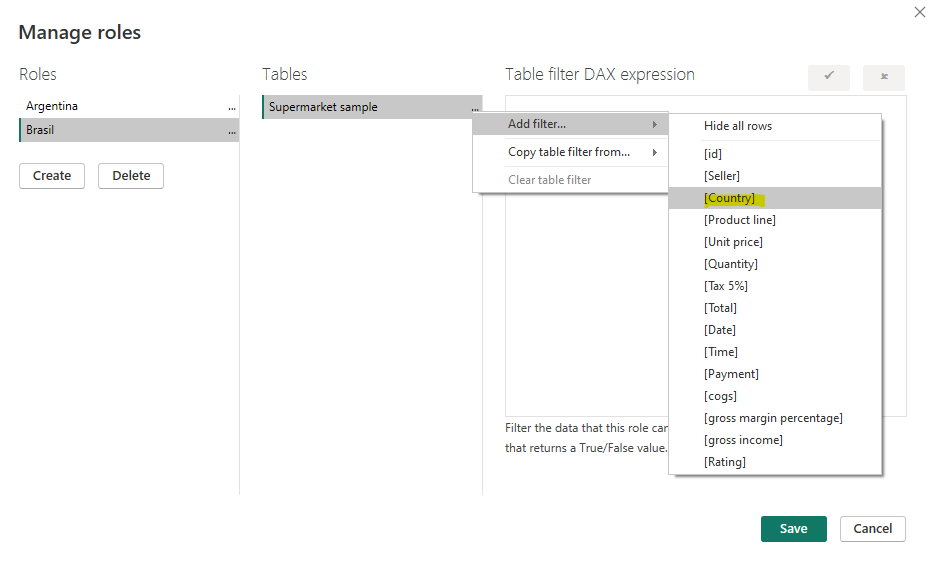 Manage roles
Roles
Argentina
...
Brasil
...
Create
Delete
Tables
Supermarket sample
...
Table filter DAX expression
Add filter...
Copy table filter from...
Clear table filter
Hide all rows
[id]
[Seller]
[Country]
[Product line]
[Unit price]
[Quantity]
[Tax 5%]
[Total]
[Date]
[Time]
[Payment]
[cogs]
[gross margin percentage]
[gross income]
[Rating]
Filter the data that this role can
that returns a True/False value.
Save
Cancel